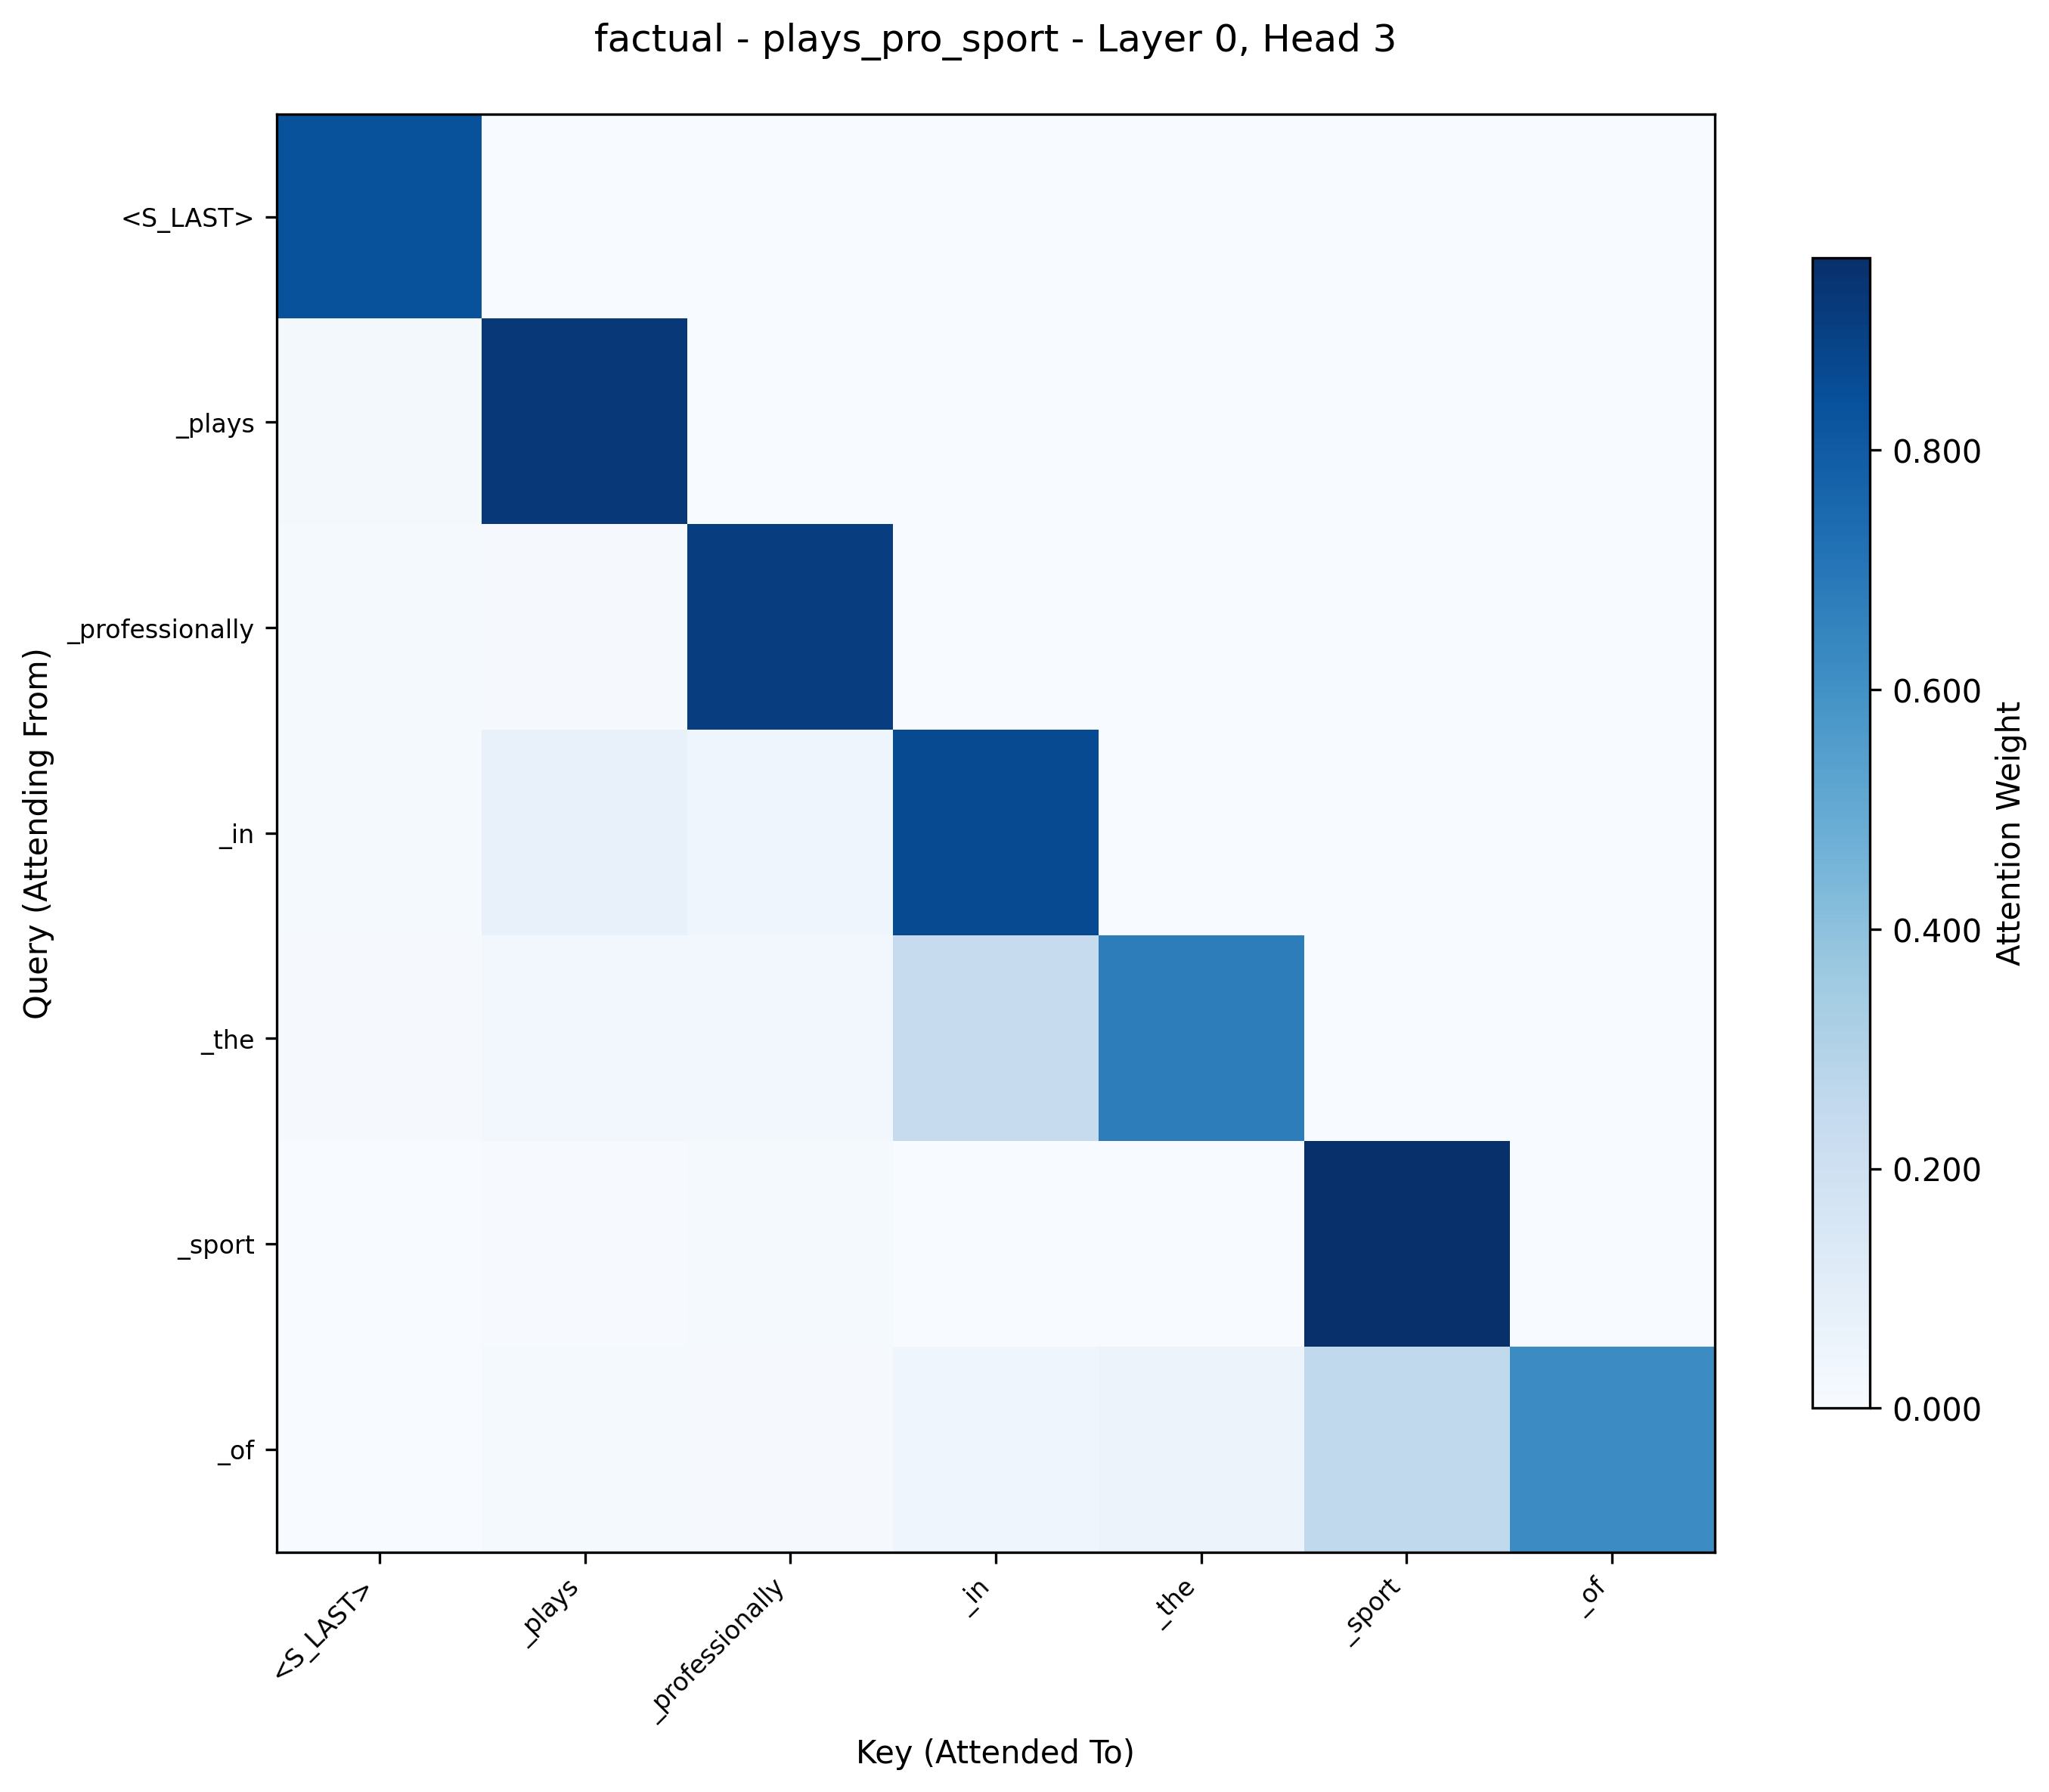 factual - plays_pro_sport - Layer 0, Head 3
Query (Attending From)
<S_LAST>
_plays
_professionally
_in
_the
_sport
_of
<S_LAST>
_plays
_professionally
_in
_the
_sport
_of
Key (Attended To)
0.800
0.600
0.400
0.200
0.000
Attention Weight